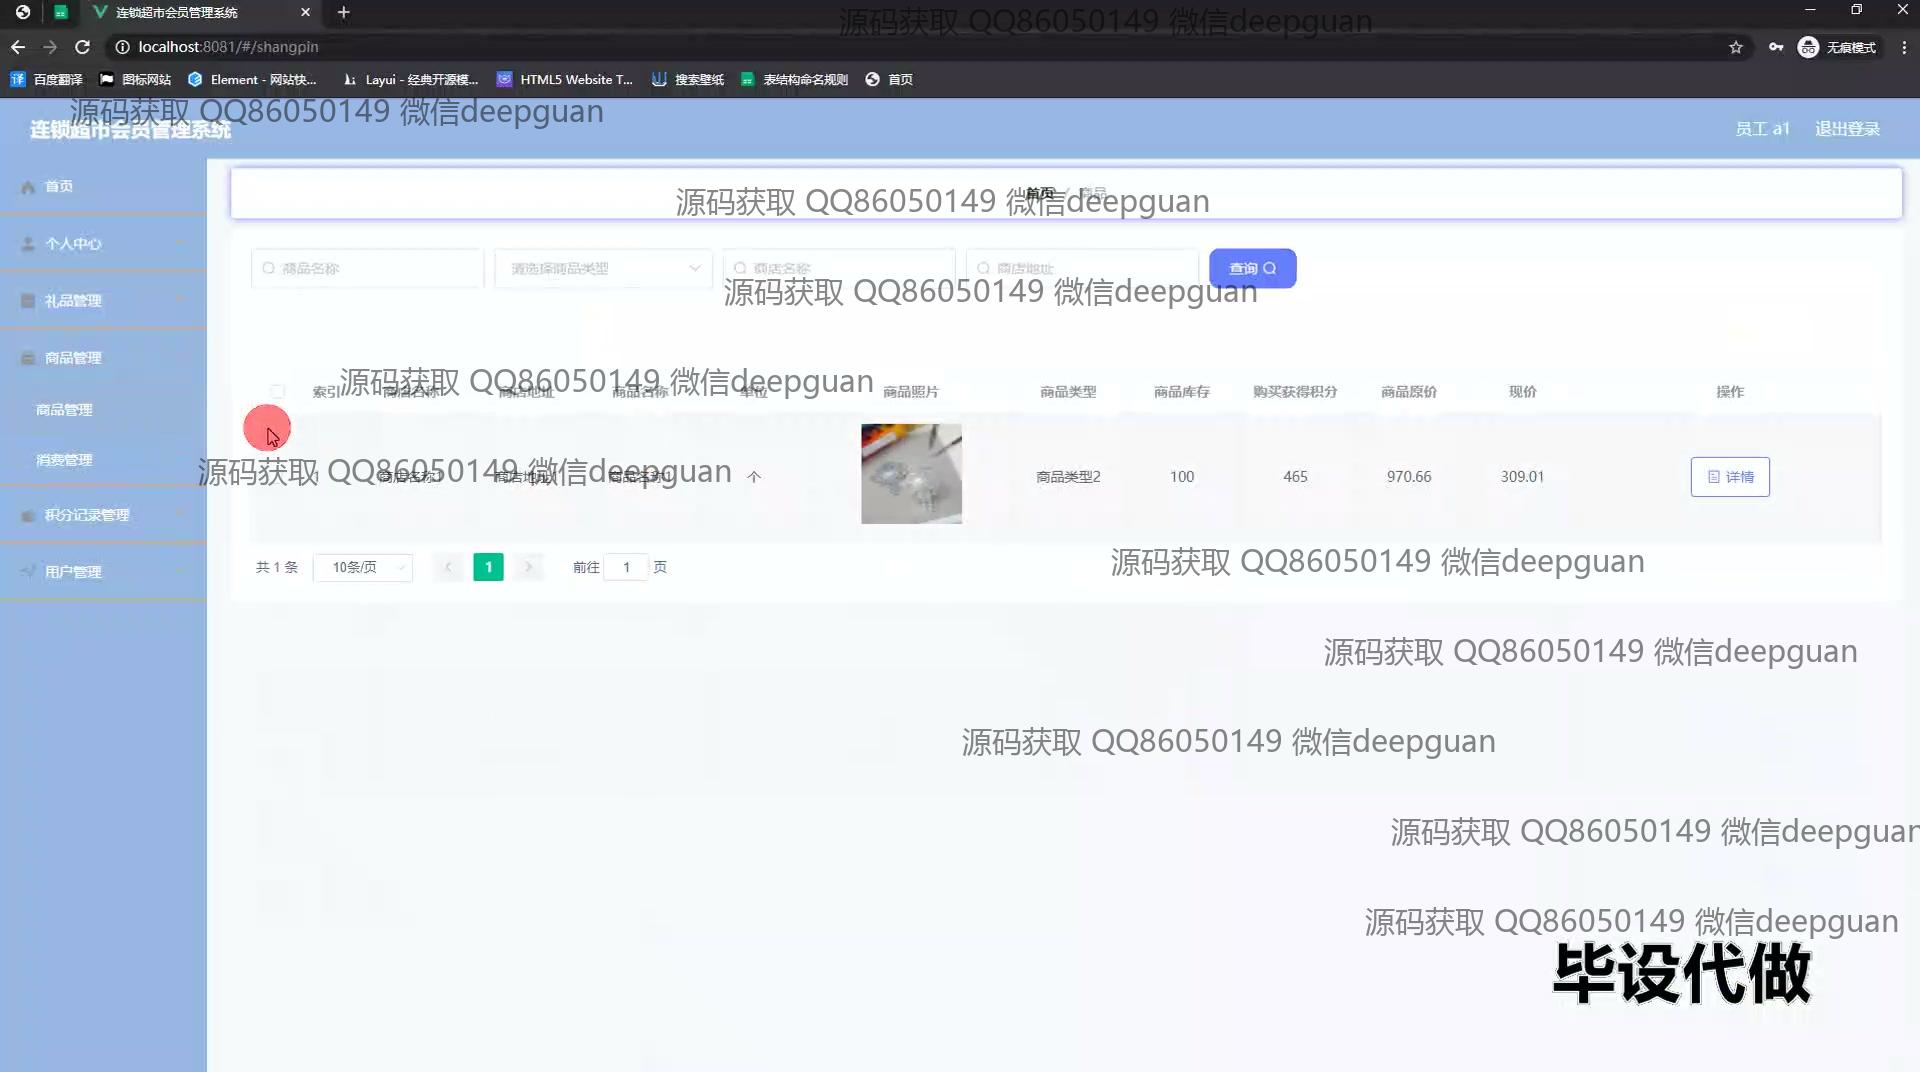 连锁超市会员管理系统
源码获取 QQ86050149 微信deepguan
localhost:8081/#/shangpin
无痕模式
百度翻译 图标网站 Element - 网站快... Layui - 经典开源模... HTML5 Website T... 搜索壁纸 表结构命名规则 首页
源码获取 QQ86050149 微信deepguan
连锁超市会员管理系统
员工 a1 退出登录
首页
个人中心
礼品管理
商品管理
商品管理
消费管理
积分记录管理
用户管理
首页 / 商品
源码获取 QQ86050149 微信deepguan
商品名称 请选择商品类型 商店名称 商店地址 查询
源码获取 QQ86050149 微信deepguan
源码获取 QQ86050149 微信deepguan
索引 商店名称 商店地址 商品名称 单位 商品照片 商品类型 商品库存 购买获得积分 商品原价 现价 操作
源码获取 QQ86050149 微信deepguan
1 商店名称1 商店地址1 商品名称1 个 商品类型2 100 465 970.66 309.01 详情
共 1 条 10条/页 1 前往 1 页
源码获取 QQ86050149 微信deepguan
源码获取 QQ86050149 微信deepguan
源码获取 QQ86050149 微信deepguan
源码获取 QQ86050149 微信deepguan
源码获取 QQ86050149 微信deepguan
毕设代做